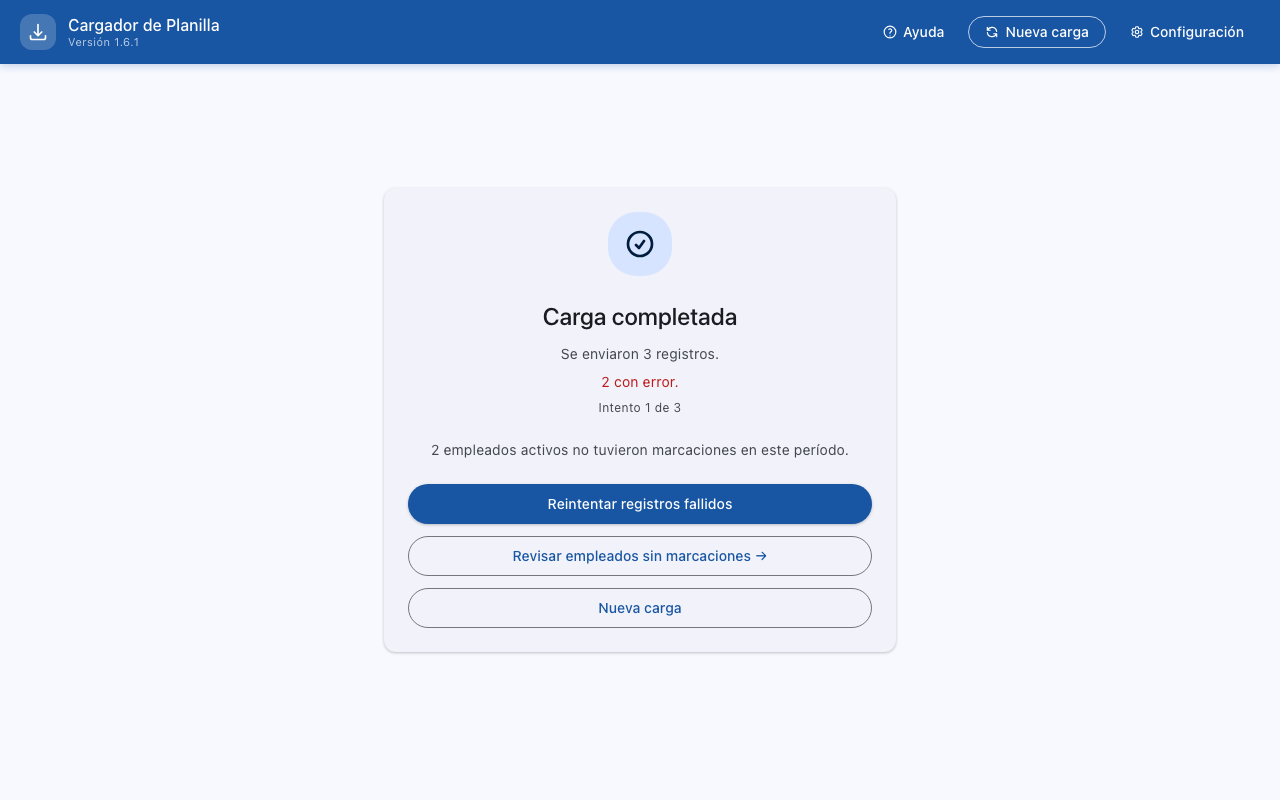 Cargador de Planilla
Versión 1.6.1
Ayuda
Nueva carga
Configuración
Carga completada
Se enviaron 3 registros.
2 con error.
Intento 1 de 3
2 empleados activos no tuvieron marcaciones en este período.
Reintentar registros fallidos
Revisar empleados sin marcaciones →
Nueva carga